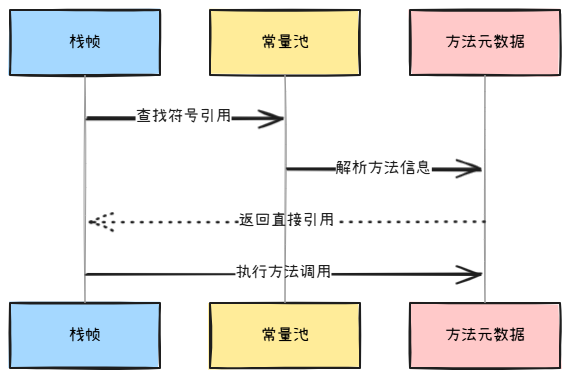 栈帧
常量池
方法元数据
查找符号引用
解析方法信息
返回直接引用
执行方法调用
栈帧
常量池
方法元数据